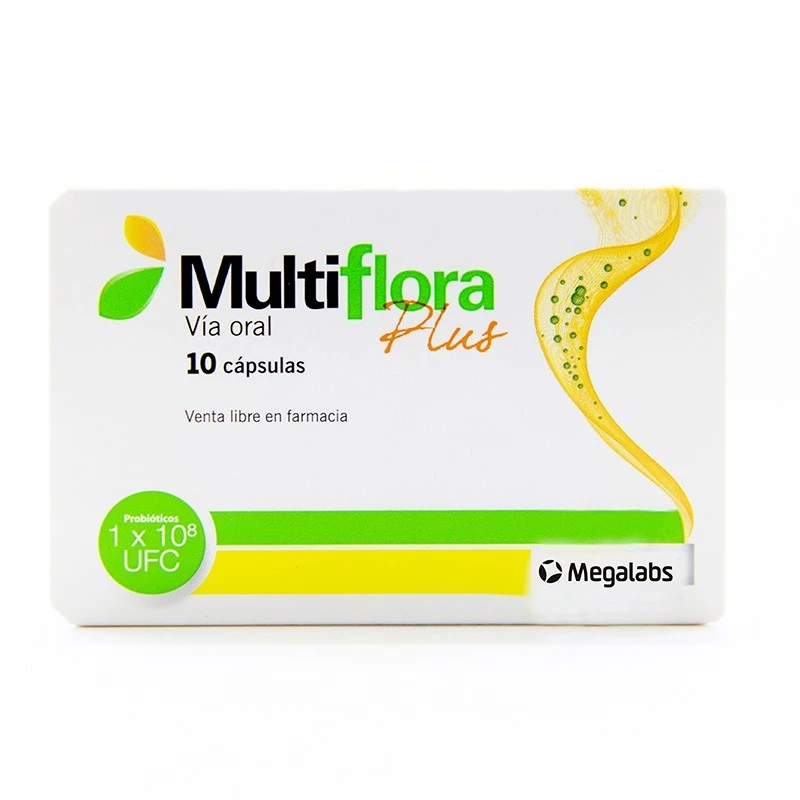 Multiflora
Plus
Vía oral
10 cápsulas
Venta libre en farmacia
Probióticos
1 x 10⁸
UFC
Megalabs